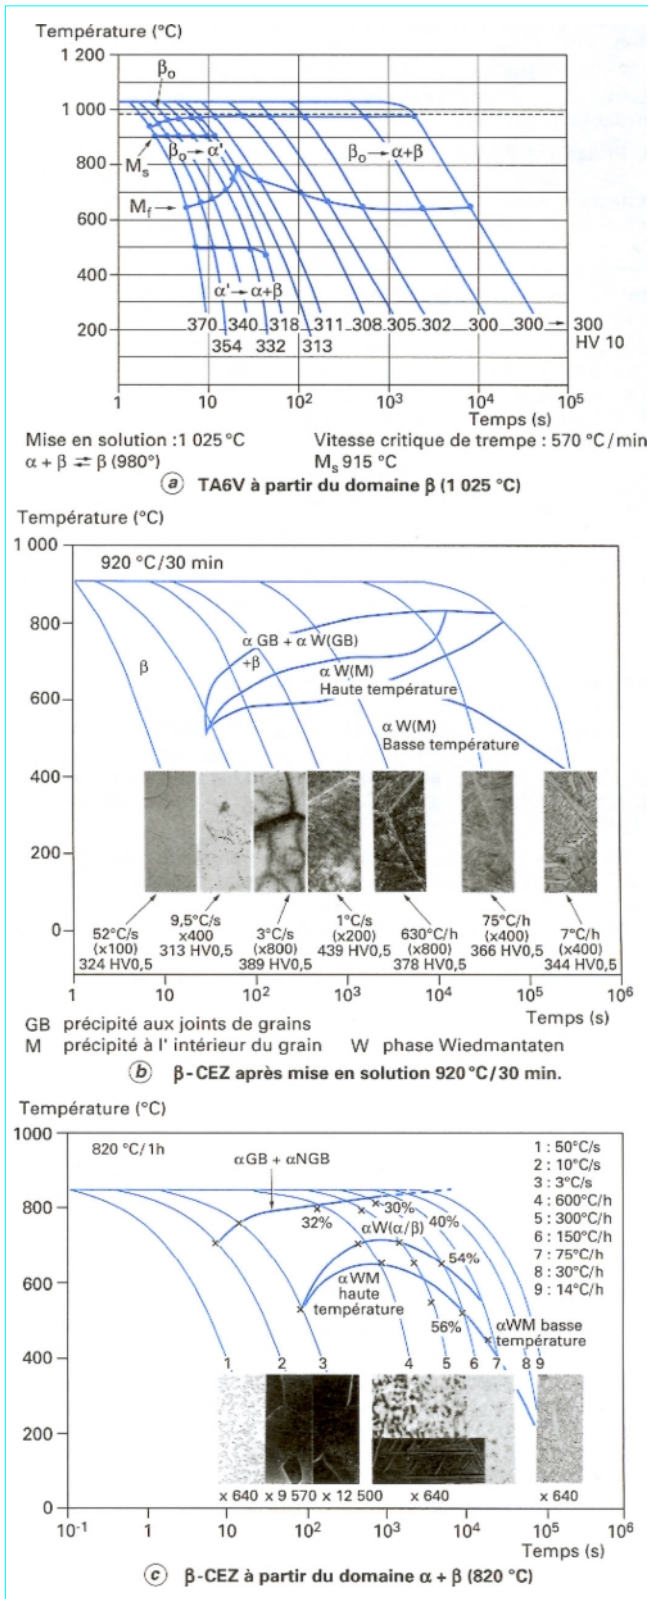 Température (°C)
1 200
β₀
1 000
800
Mₛ
β₀ → α'
β₀ → α+β
600
M_f
400
α' → α+β
200
370 340 318 311 308 305 302 300 300 → 300
354 332 313 HV 10
1 10 10² 10³ 10⁴ 10⁵
Temps (s)
Mise en solution :1 025 °C Vitesse critique de trempe : 570 °C/min
α + β ⇄ β (980°) Mₛ 915 °C
a TA6V à partir du domaine β (1 025 °C)
Température (°C)
1 000
920 °C/30 min
800
α GB + α W(GB)
+β
β
α W(M)
Haute température
600
α W(M)
Basse température
400
200
0
52°C/s 9,5°C/s 3°C/s 1°C/s 630°C/h 75°C/h 7°C/h
(x100) x400 (x800) (x200) (x800) (x400) (x400)
324 HV0,5 313 HV0,5 389 HV0,5 439 HV0,5 378 HV0,5 366 HV0,5 344 HV0,5
1 10 10² 10³ 10⁴ 10⁵ 10⁶
Temps (s)
GB précipité aux joints de grains
M précipité à l' intérieur du grain W phase Wiedmantaten
b β-CEZ après mise en solution 920 °C/30 min.
Température (°C)
1000
820 °C/1h
αGB + αNGB
1 : 50°C/s
2 : 10°C/s
3 : 3°C/s
4 : 600°C/h
5 : 300°C/h
6 : 150°C/h
7 : 75°C/h
8 : 30°C/h
9 : 14°C/h
800
32% 30% 40%
αW(α/β)
54%
600
αWM
haute
température
56%
αWM basse
température
400
1 2 3 4 5 6 7 8 9
200
0
x 640 x 9 570 x 12 500 x 640 x 640
10⁻¹ 1 10 10² 10³ 10⁴ 10⁵ 10⁶
Temps (s)
c β-CEZ à partir du domaine α + β (820 °C)